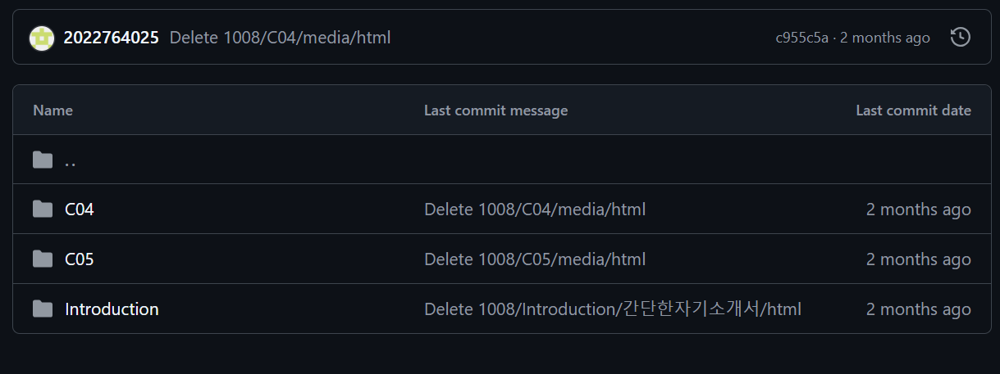 2022764025 Delete 1008/C04/media/html c955c5a · 2 months ago
Name Last commit message Last commit date
..
C04 Delete 1008/C04/media/html 2 months ago
C05 Delete 1008/C05/media/html 2 months ago
Introduction Delete 1008/Introduction/간단한자기소개서/html 2 months ago